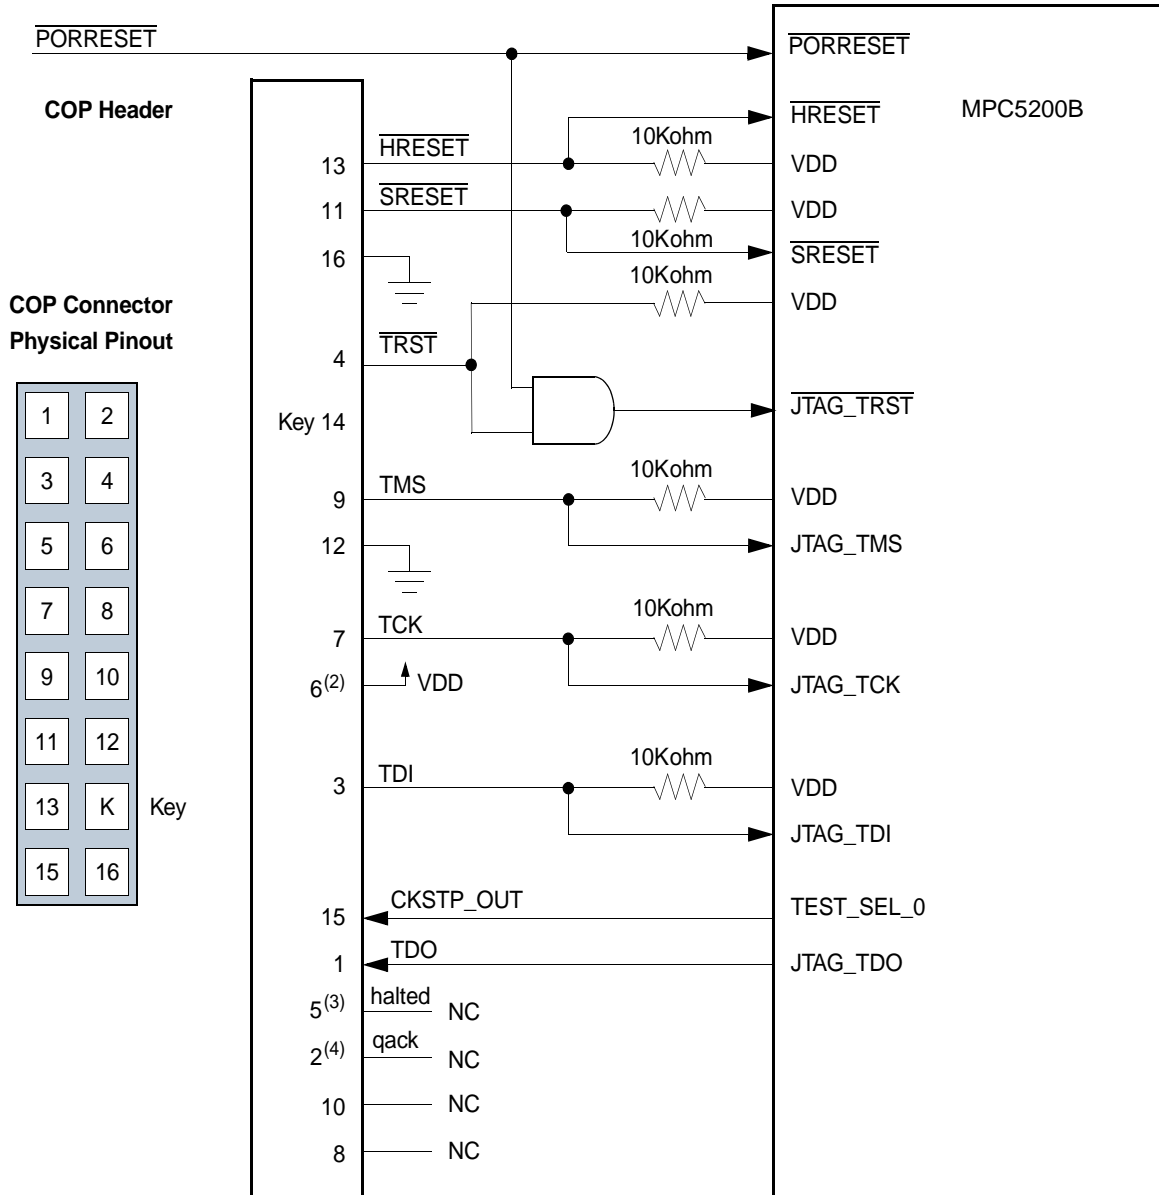 PORRESET
PORRESET
COP Header
HRESET
MPC5200B
10Kohm
HRESET
13
VDD
SRESET
11
VDD
10Kohm
SRESET
16
10Kohm
VDD
COP Connector
Physical Pinout
TRST
4
JTAG_TRST
Key 14
1 2
3 4
5 6
7 8
9 10
11 12
13 K Key
15 16
10Kohm
TMS
9
VDD
12
JTAG_TMS
10Kohm
TCK
7
VDD
6(2)
VDD
JTAG_TCK
10Kohm
TDI
3
VDD
JTAG_TDI
CKSTP_OUT
15
TEST_SEL_0
TDO
1
JTAG_TDO
halted
5(3)
NC
qack
2(4)
NC
10
NC
8
NC